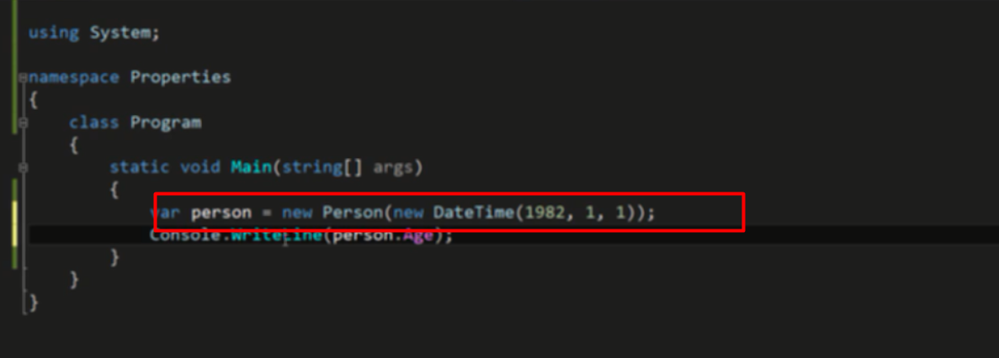 using System;
namespace Properties
{
class Program
{
static void Main(string[] args)
{
var person = new Person(new DateTime(1982, 1, 1));
Console.WriteLine(person.Age);
}
}
}